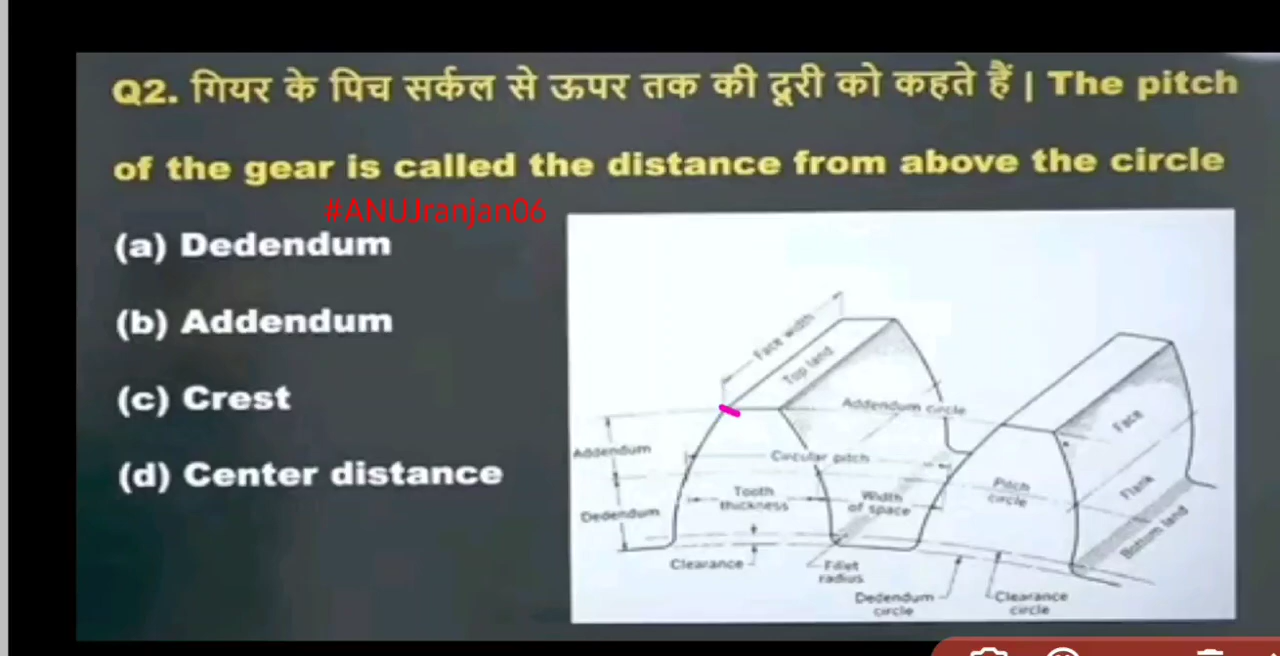 Q2. गियर के पिच सर्कल से ऊपर तक की दूरी को कहते हैं | The pitch
of the gear is called the distance from above the circle
#ANUJranjan06
(a) Dedendum
(b) Addendum
(c) Crest
(d) Center distance
Face width
Top land
Addendum circle
Face
Addendum
Circular pitch
Pitch
circle
Flank
Tooth
thickness
Width
of space
Dedendum
Bottom land
Clearance
Fillet
radius
Dedendum
circle
Clearance
circle